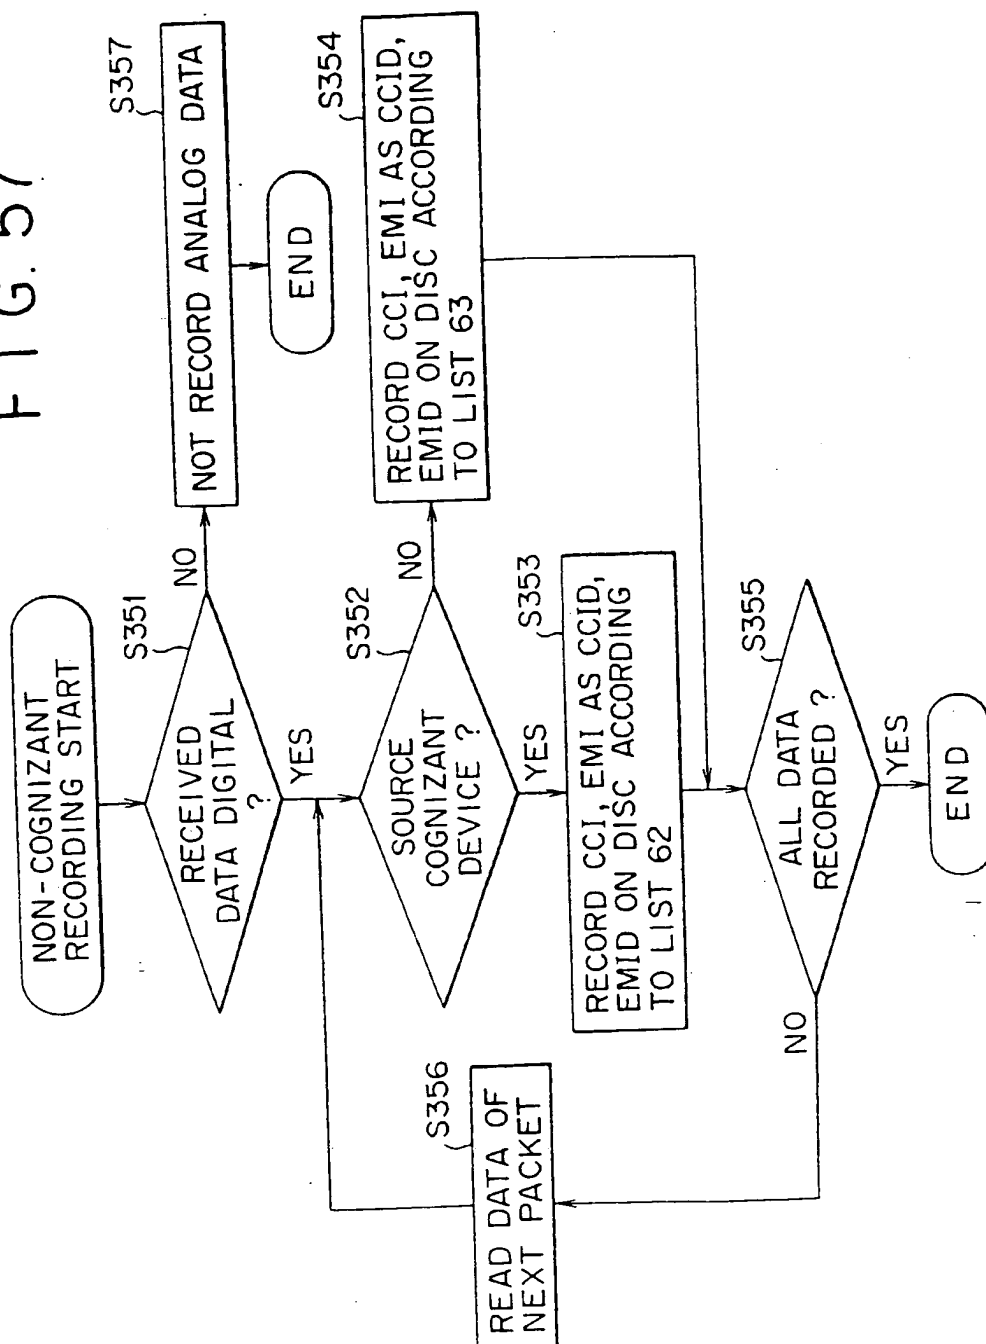 FIG. 57
NON-COGNIZANT
RECORDING START
S351
RECEIVED
DATA DIGITAL
?
NO
YES
S357
NOT RECORD ANALOG DATA
END
S352
SOURCE
COGNIZANT
DEVICE ?
NO
YES
S354
RECORD CCI, EMI AS CCID,
EMID ON DISC ACCORDING
TO LIST 63
S353
RECORD CCI, EMI AS CCID,
EMID ON DISC ACCORDING
TO LIST 62
S355
ALL DATA
RECORDED ?
NO
YES
S356
READ DATA OF
NEXT PACKET
END